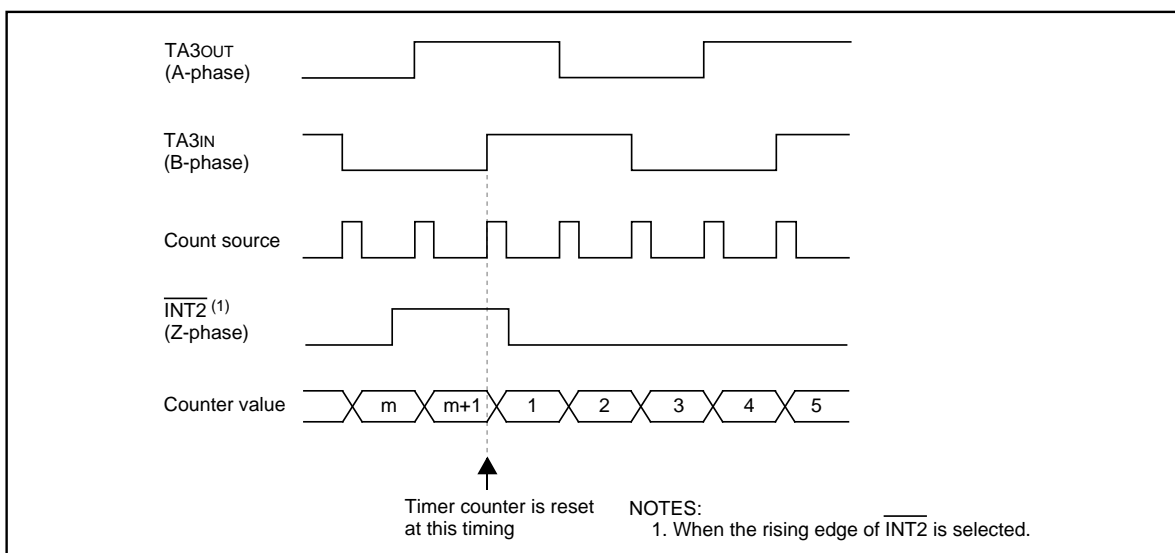 TA3OUT
(A-phase)
TA3IN
(B-phase)
Count source
INT2 (1)
(Z-phase)
Counter value
m
m+1
1
2
3
4
5
Timer counter is reset
at this timing
NOTES:
1. When the rising edge of INT2 is selected.